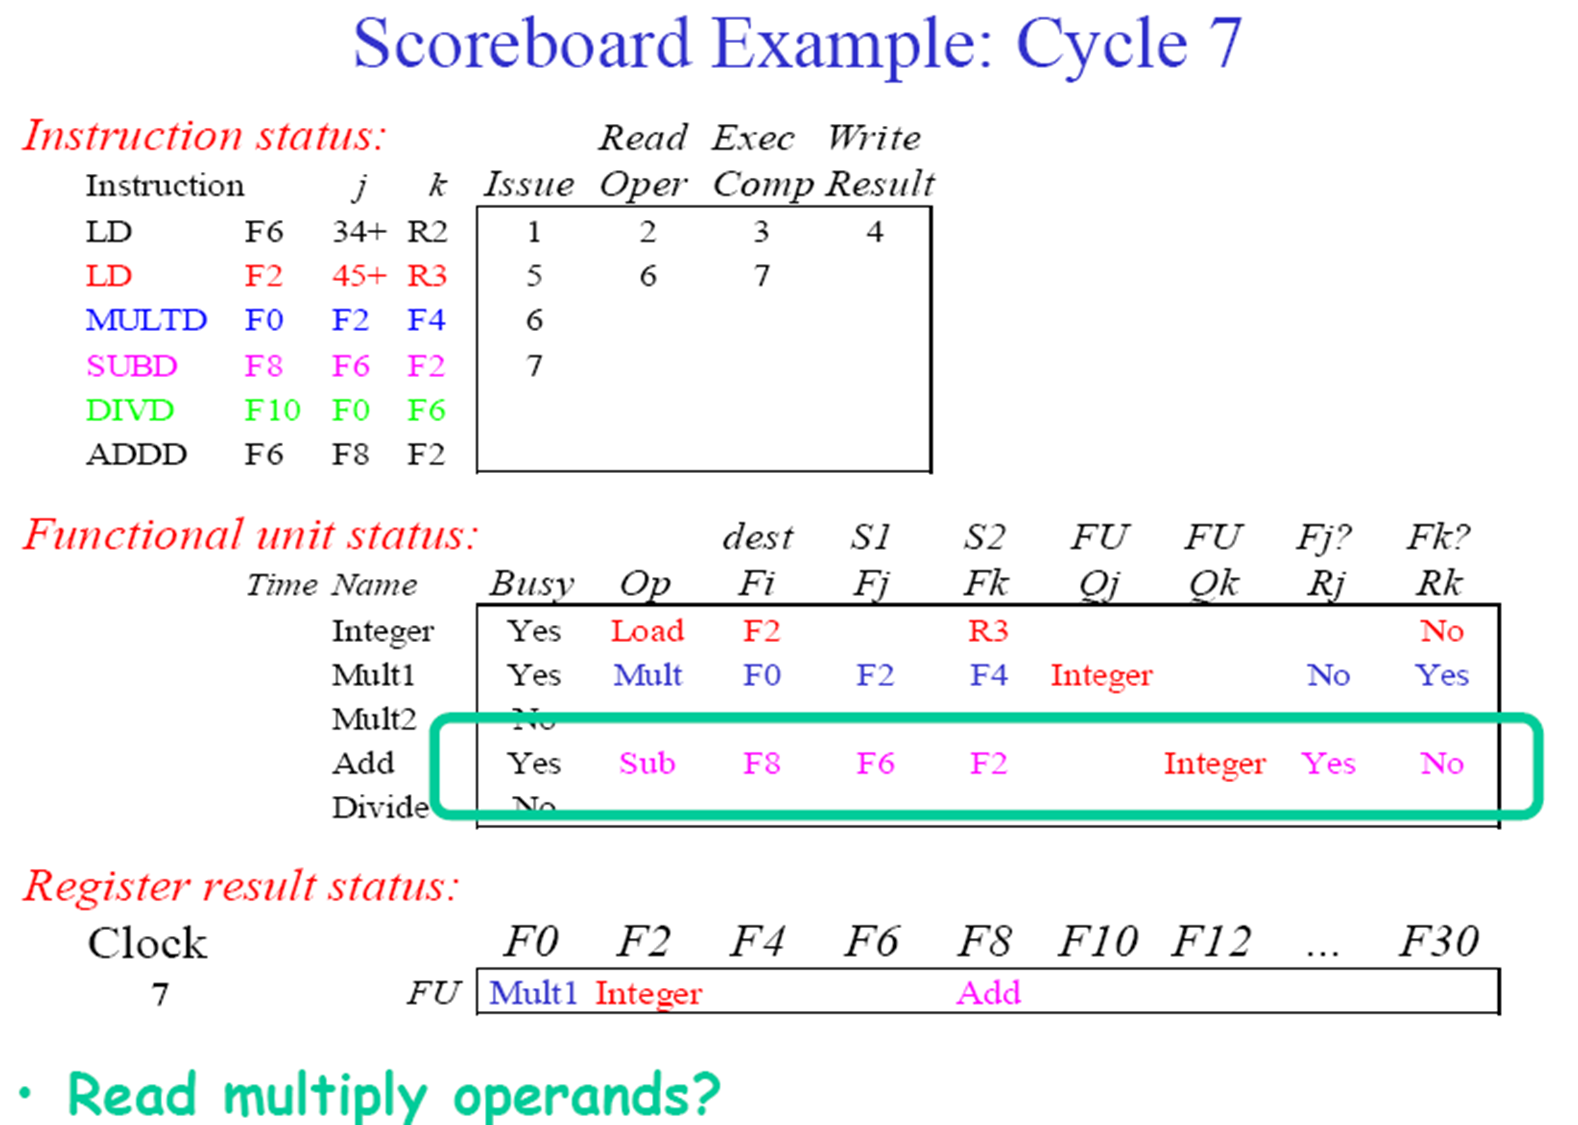 Scoreboard Example: Cycle 7
Instruction status:
Read Exec Write
Instruction j k Issue Oper Comp Result
LD F6 34+ R2 1 2 3 4
LD F2 45+ R3 5 6 7
MULTD F0 F2 F4 6
SUBD F8 F6 F2 7
DIVD F10 F0 F6
ADDD F6 F8 F2
Functional unit status:
dest S1 S2 FU FU Fj? Fk?
Time Name Busy Op Fi Fj Fk Qj Qk Rj Rk
Integer Yes Load F2 R3 No
Mult1 Yes Mult F0 F2 F4 Integer No Yes
Mult2 No
Add Yes Sub F8 F6 F2 Integer Yes No
Divide No
Register result status:
Clock F0 F2 F4 F6 F8 F10 F12 ... F30
7 FU Mult1 Integer Add
• Read multiply operands?